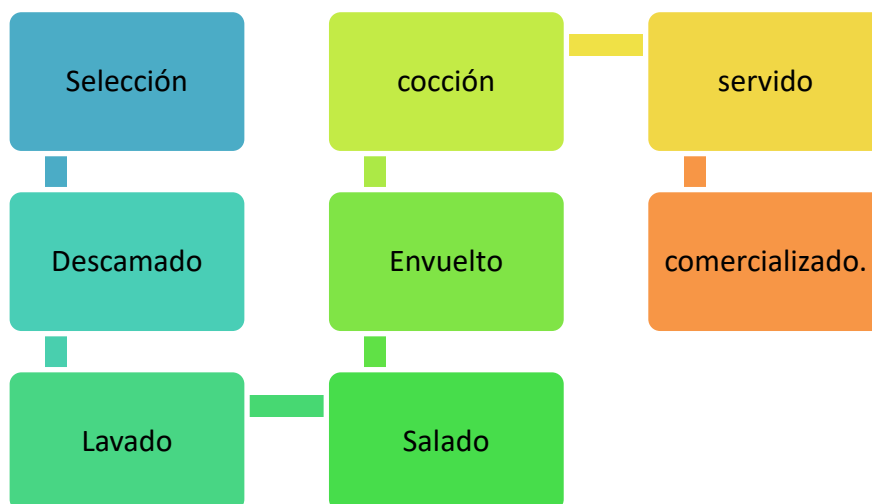 Selección
Descamado
Lavado
Salado
Envuelto
cocción
servido
comercializado.